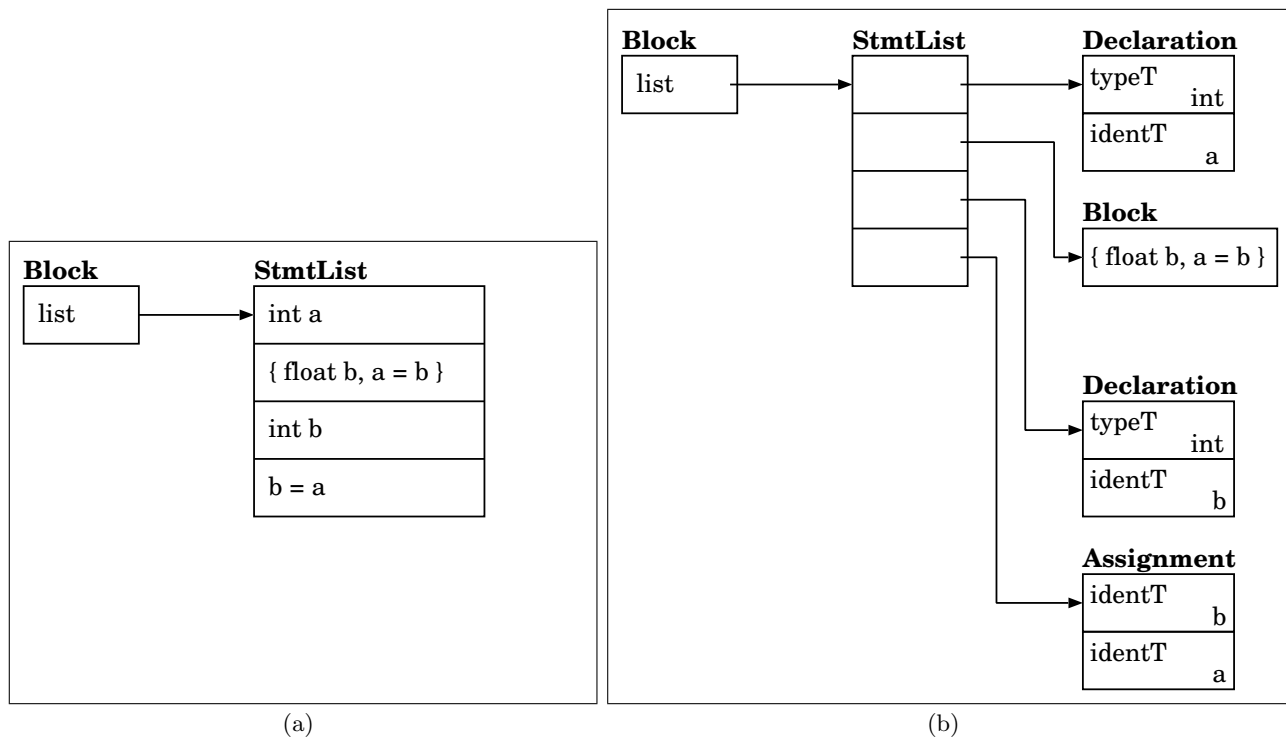 Block
StmtList
list
int a
{ float b, a = b }
int b
b = a
(a)
Block
StmtList
Declaration
list
typeT
int
identT
a
Block
{ float b, a = b }
Declaration
typeT
int
identT
b
Assignment
identT
b
identT
a
(b)